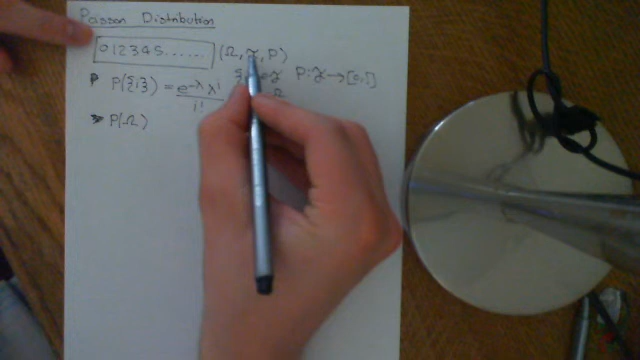 Poisson Distribution
012345...... (Ω, 𝓕, P)
P P({i}) = e^-λ λ^i / i! P: 𝓕 → [0,1]
Ω
P(Ω)